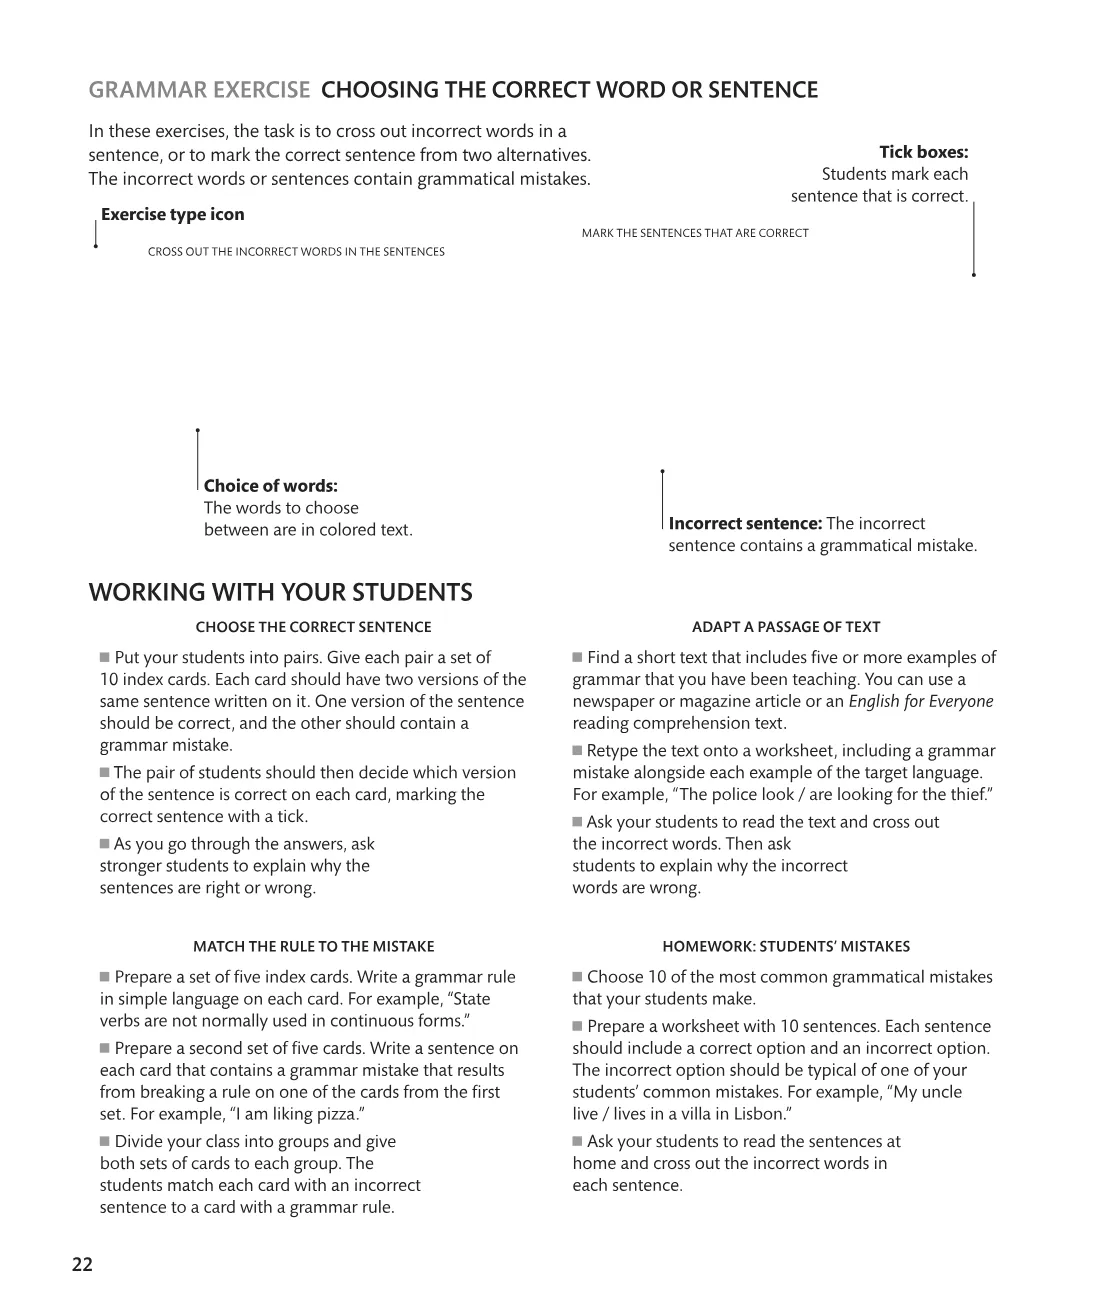 GRAMMAR EXERCISE CHOOSING THE CORRECT WORD OR SENTENCE
In these exercises, the task is to cross out incorrect words in a
sentence, or to mark the correct sentence from two alternatives.
The incorrect words or sentences contain grammatical mistakes.
Tick boxes:
Students mark each
sentence that is correct.
Exercise type icon
CROSS OUT THE INCORRECT WORDS IN THE SENTENCES
MARK THE SENTENCES THAT ARE CORRECT
Choice of words:
The words to choose
between are in colored text.
Incorrect sentence: The incorrect
sentence contains a grammatical mistake.
WORKING WITH YOUR STUDENTS
CHOOSE THE CORRECT SENTENCE
■ Put your students into pairs. Give each pair a set of
10 index cards. Each card should have two versions of the
same sentence written on it. One version of the sentence
should be correct, and the other should contain a
grammar mistake.
■ The pair of students should then decide which version
of the sentence is correct on each card, marking the
correct sentence with a tick.
■ As you go through the answers, ask
stronger students to explain why the
sentences are right or wrong.
ADAPT A PASSAGE OF TEXT
■ Find a short text that includes five or more examples of
grammar that you have been teaching. You can use a
newspaper or magazine article or an English for Everyone
reading comprehension text.
■ Retype the text onto a worksheet, including a grammar
mistake alongside each example of the target language.
For example, “The police look / are looking for the thief.”
■ Ask your students to read the text and cross out
the incorrect words. Then ask
students to explain why the incorrect
words are wrong.
MATCH THE RULE TO THE MISTAKE
■ Prepare a set of five index cards. Write a grammar rule
in simple language on each card. For example, “State
verbs are not normally used in continuous forms.”
■ Prepare a second set of five cards. Write a sentence on
each card that contains a grammar mistake that results
from breaking a rule on one of the cards from the first
set. For example, “I am liking pizza.”
■ Divide your class into groups and give
both sets of cards to each group. The
students match each card with an incorrect
sentence to a card with a grammar rule.
HOMEWORK: STUDENTS’ MISTAKES
■ Choose 10 of the most common grammatical mistakes
that your students make.
■ Prepare a worksheet with 10 sentences. Each sentence
should include a correct option and an incorrect option.
The incorrect option should be typical of one of your
students’ common mistakes. For example, “My uncle
live / lives in a villa in Lisbon.”
■ Ask your students to read the sentences at
home and cross out the incorrect words in
each sentence.
22